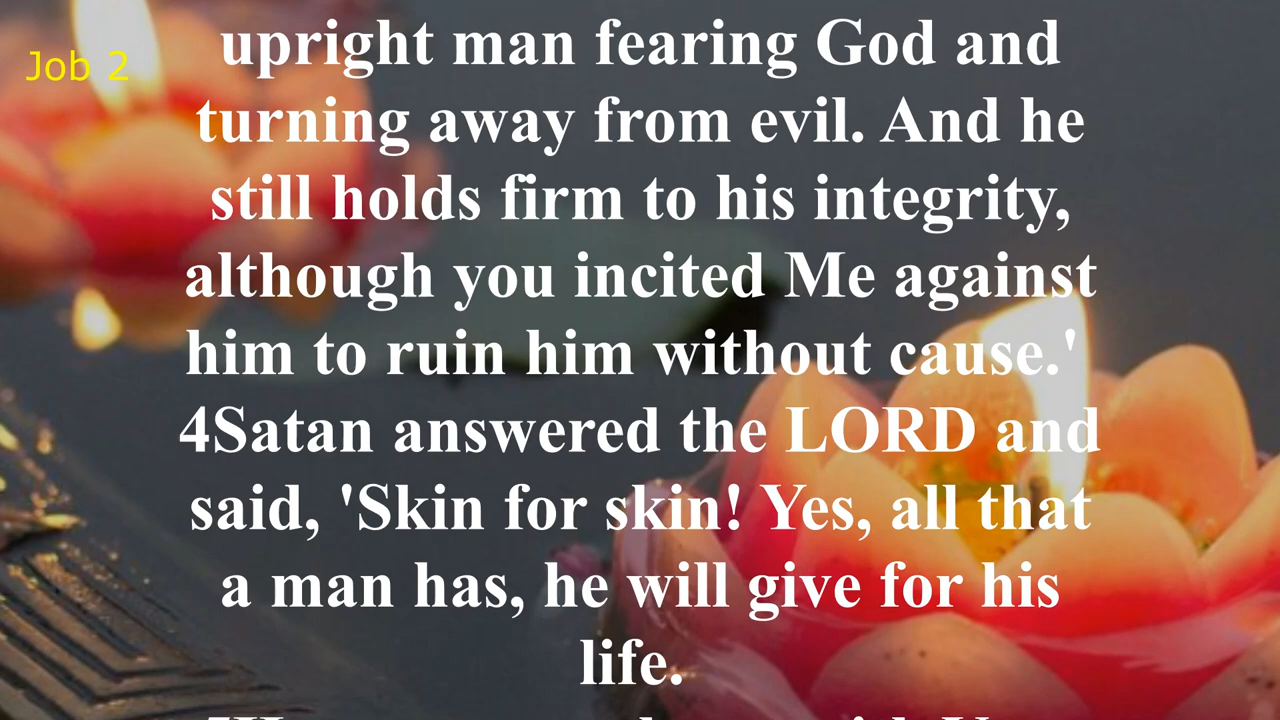 Job 2
upright man fearing God and
turning away from evil. And he
still holds firm to his integrity,
although you incited Me against
him to ruin him without cause.'
4Satan answered the LORD and
said, 'Skin for skin! Yes, all that
a man has, he will give for his
life.